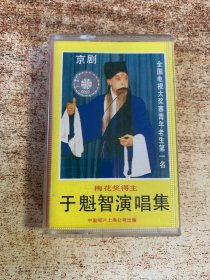 京剧
全国电视大奖赛青年老生第一名
梅花奖得主
于魁智演唱集
中国唱片上海公司出版